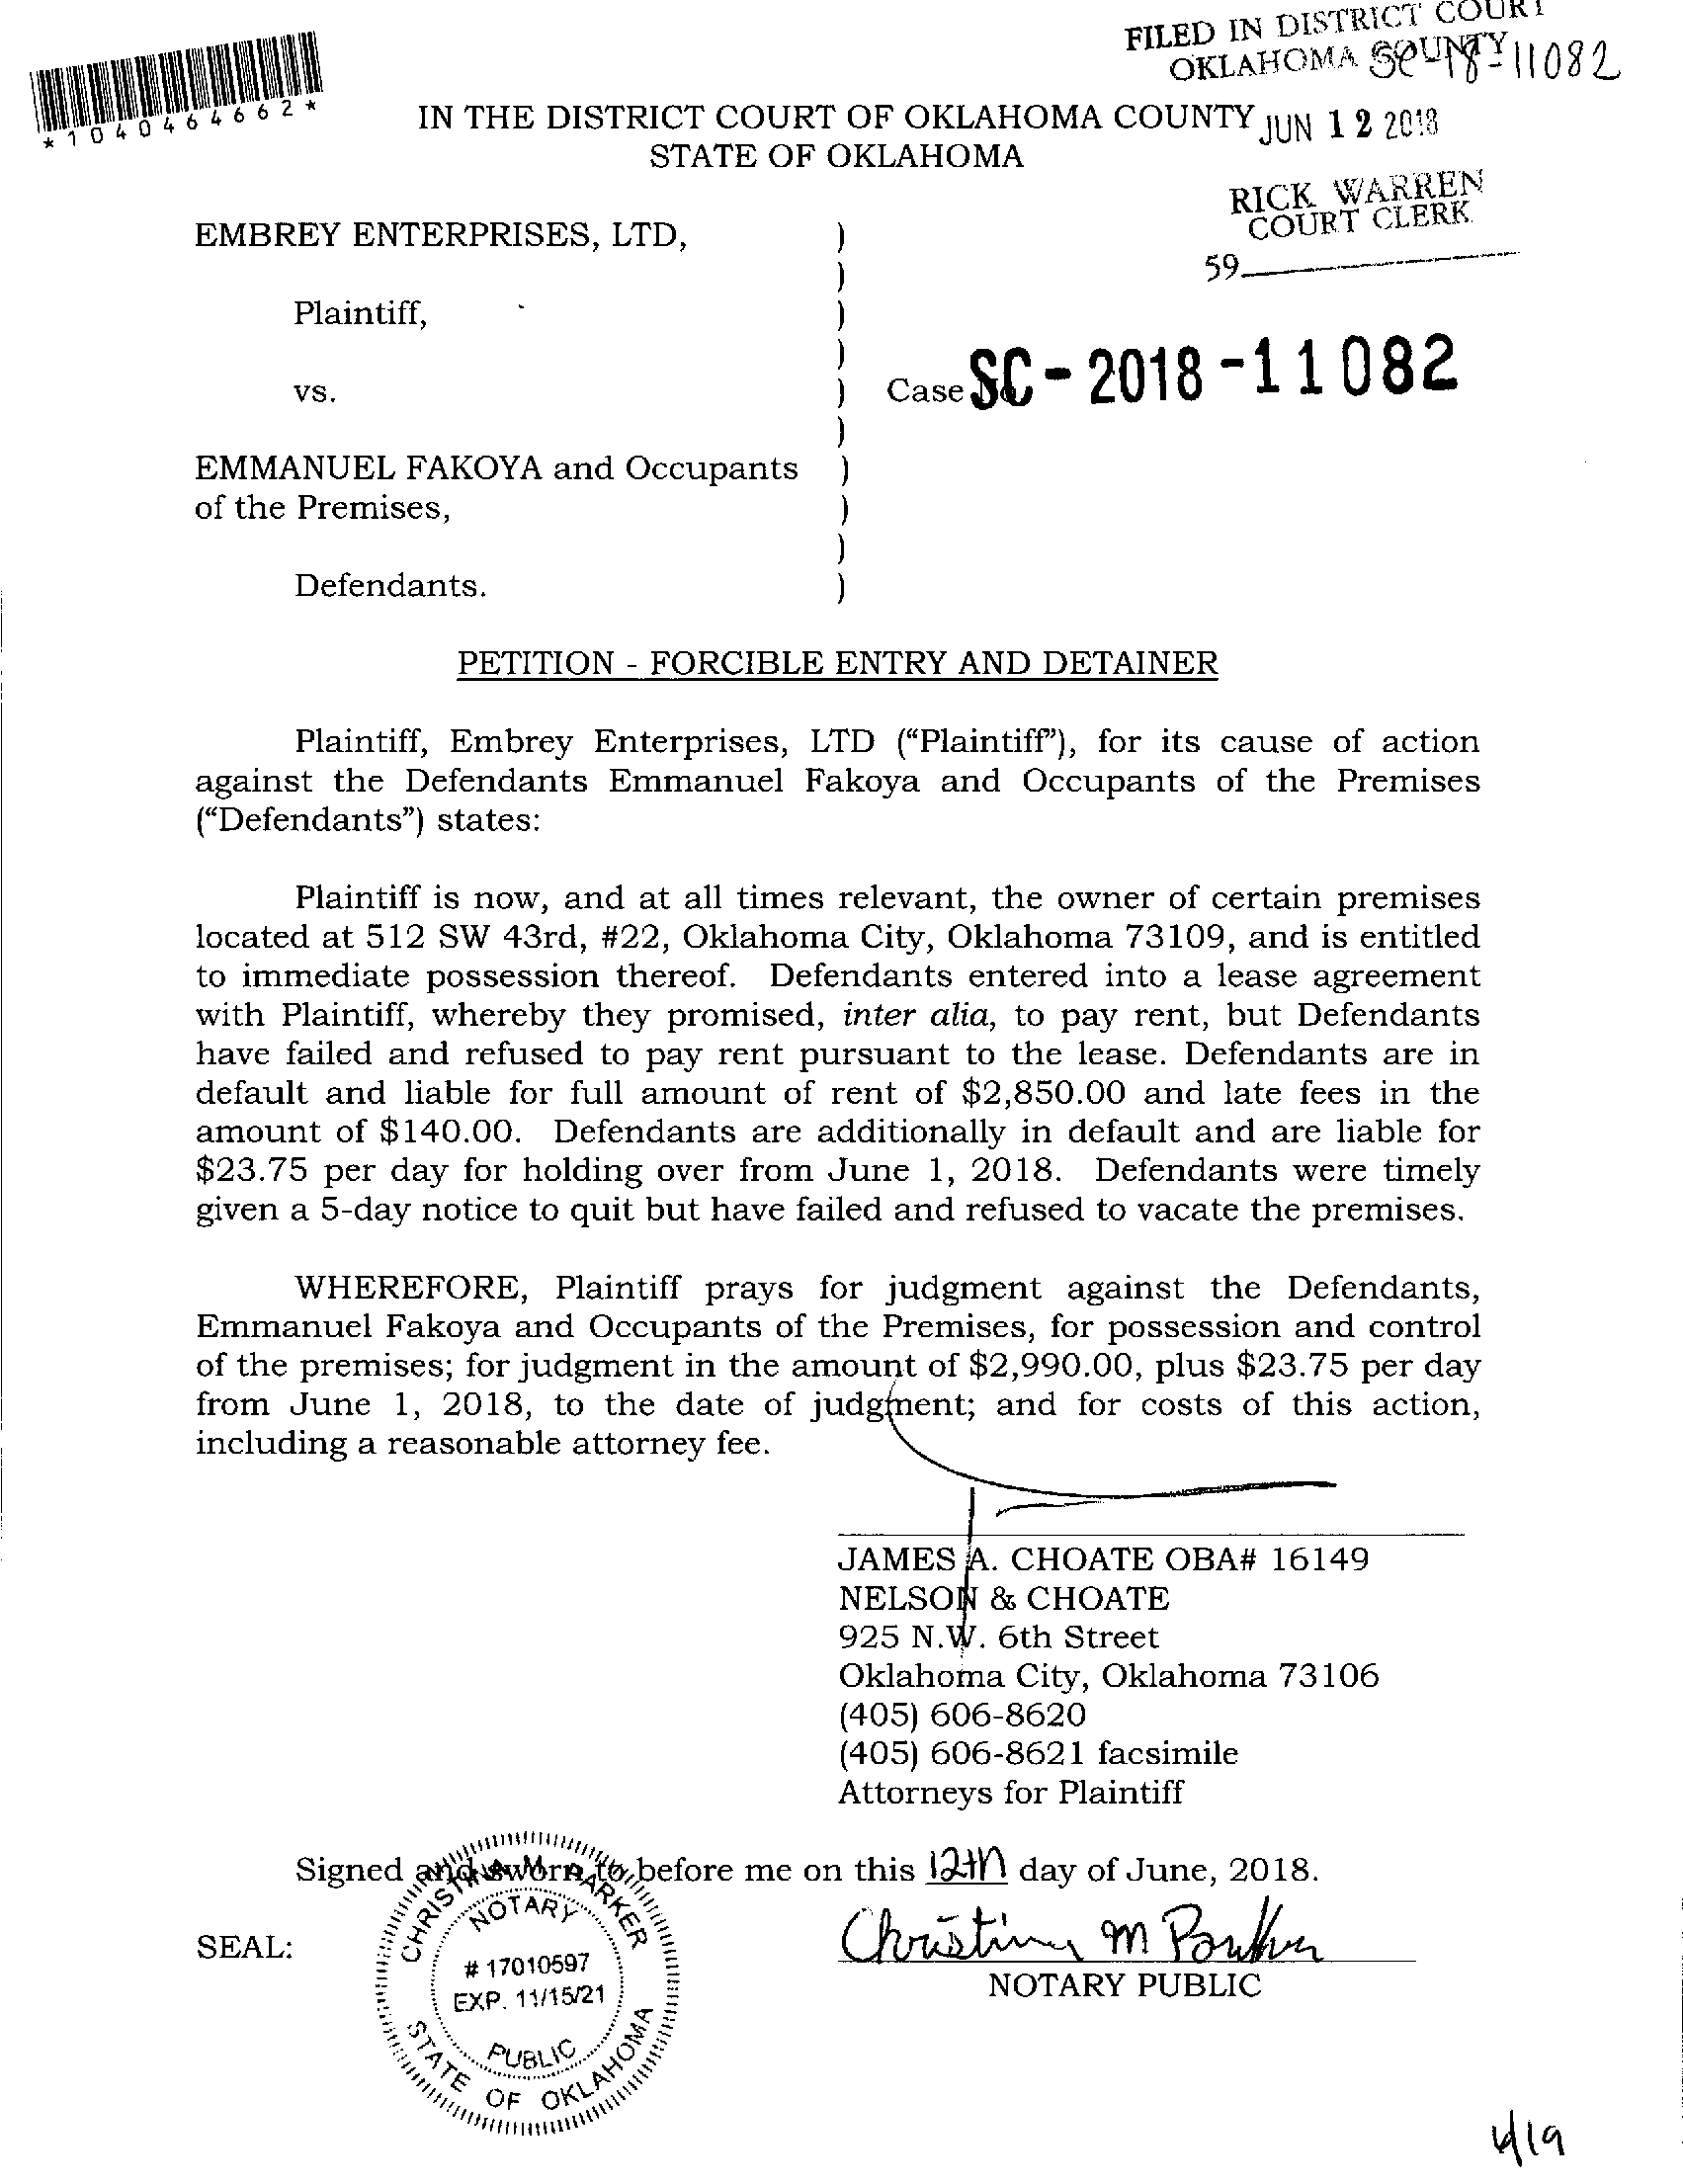 FILED IN DISTRICT COURT
OKLAHOMA COUNTY
SC-18-11082
*1040464662*
IN THE DISTRICT COURT OF OKLAHOMA COUNTY
JUN 12 2018
STATE OF OKLAHOMA
RICK WARREN
COURT CLERK
59
EMBREY ENTERPRISES, LTD, )
)
Plaintiff, )
)
vs. ) Case No. SC-2018-11082
)
EMMANUEL FAKOYA and Occupants )
of the Premises, )
)
Defendants. )
PETITION - FORCIBLE ENTRY AND DETAINER
Plaintiff, Embrey Enterprises, LTD (“Plaintiff”), for its cause of action
against the Defendants Emmanuel Fakoya and Occupants of the Premises
(“Defendants”) states:
Plaintiff is now, and at all times relevant, the owner of certain premises
located at 512 SW 43rd, #22, Oklahoma City, Oklahoma 73109, and is entitled
to immediate possession thereof. Defendants entered into a lease agreement
with Plaintiff, whereby they promised, inter alia, to pay rent, but Defendants
have failed and refused to pay rent pursuant to the lease. Defendants are in
default and liable for full amount of rent of $2,850.00 and late fees in the
amount of $140.00. Defendants are additionally in default and are liable for
$23.75 per day for holding over from June 1, 2018. Defendants were timely
given a 5-day notice to quit but have failed and refused to vacate the premises.
WHEREFORE, Plaintiff prays for judgment against the Defendants,
Emmanuel Fakoya and Occupants of the Premises, for possession and control
of the premises; for judgment in the amount of $2,990.00, plus $23.75 per day
from June 1, 2018, to the date of judgment; and for costs of this action,
including a reasonable attorney fee.
JAMES A. CHOATE OBA# 16149
NELSON & CHOATE
925 N.W. 6th Street
Oklahoma City, Oklahoma 73106
(405) 606-8620
(405) 606-8621 facsimile
Attorneys for Plaintiff
Signed and sworn to before me on this 12th day of June, 2018.
SEAL:
CHRISTINA M. PARKER
NOTARY
# 17010597
EXP. 11/15/21
PUBLIC
STATE OF OKLAHOMA
Christina M Parker
NOTARY PUBLIC
6/19